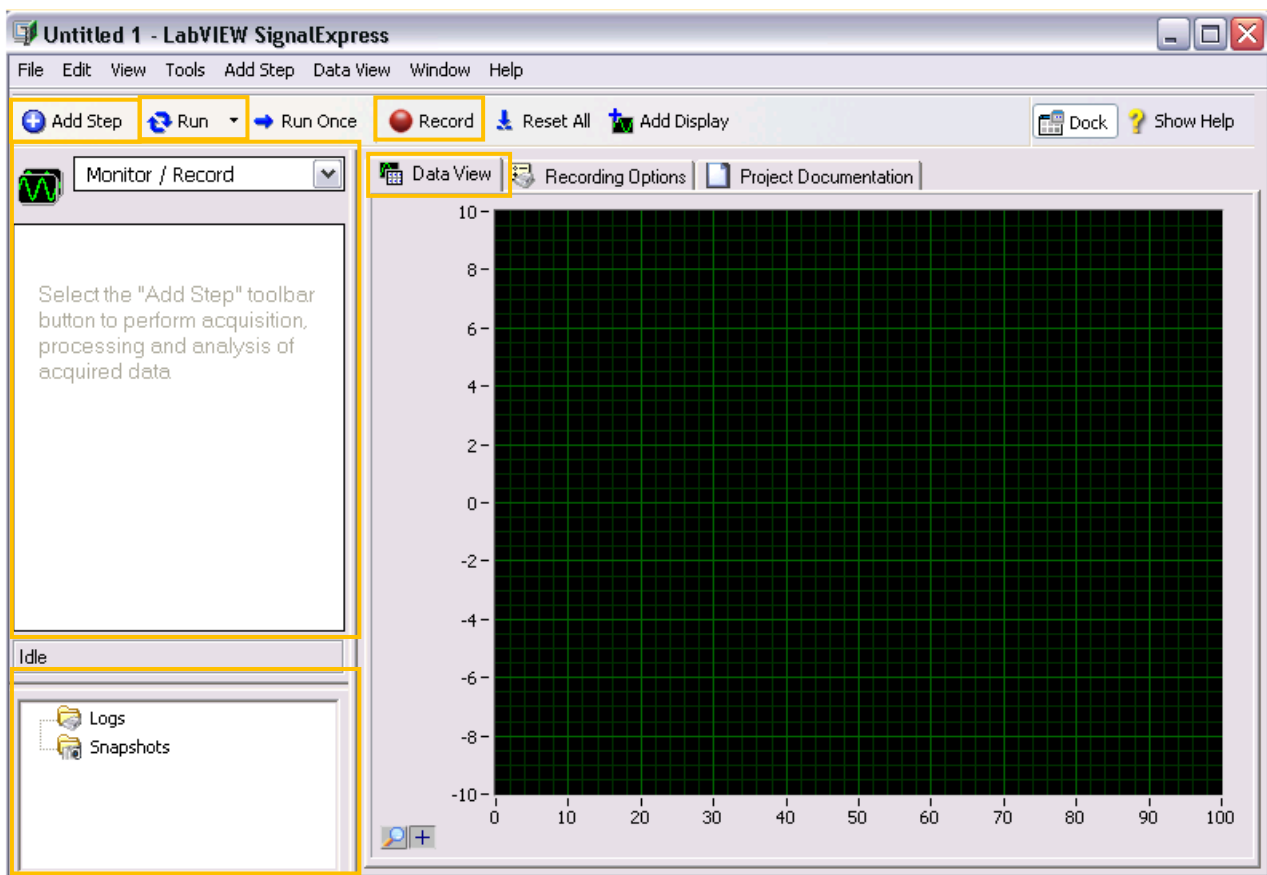 Untitled 1 - LabVIEW SignalExpress
File Edit View Tools Add Step Data View Window Help
Add Step Run Run Once Record Reset All Add Display Dock Show Help
Monitor / Record
Data View Recording Options Project Documentation
Select the "Add Step" toolbar
button to perform acquisition,
processing and analysis of
acquired data
Idle
Logs
Snapshots
10
8
6
4
2
0
-2
-4
-6
-8
-10
0 10 20 30 40 50 60 70 80 90 100